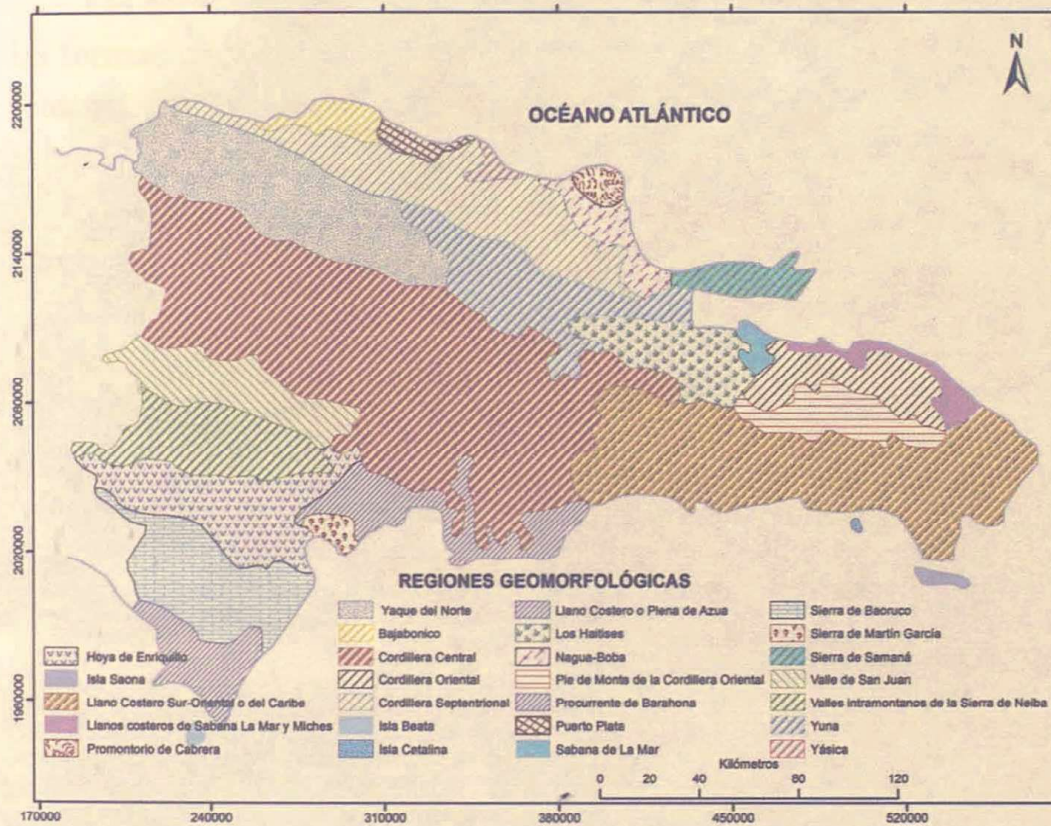 N
OCÉANO ATLÁNTICO
2200000
2140000
2080000
2020000
1960000
REGIONES GEOMORFOLÓGICAS
Hoya de Enriquillo
Isla Saona
Llano Costero Sur-Oriental o del Caribe
Llanos costeros de Sabana La Mar y Miches
Promontorio de Cabrera
Yaque del Norte
Bajabonico
Cordillera Central
Cordillera Oriental
Cordillera Septentrional
Isla Beata
Isla Catalina
Llano Costero o Plena de Azua
Los Haitises
Nagua-Boba
Pie de Monte de la Cordillera Oriental
Procurrente de Barahona
Puerto Plata
Sabana de La Mar
Sierra de Baoruco
Sierra de Martín García
Sierra de Samaná
Valle de San Juan
Valles intramontanos de la Sierra de Neiba
Yuna
Yásica
Kilómetros
0 20 40 80 120
170000 240000 310000 380000 450000 520000